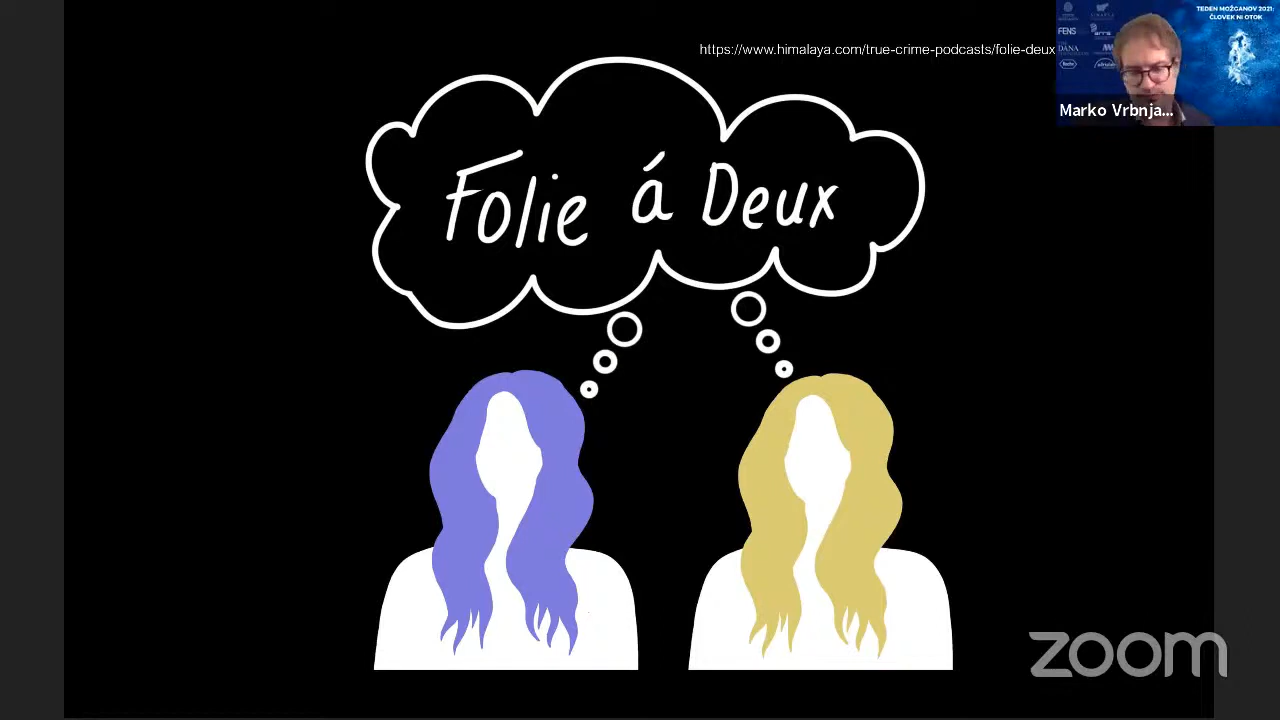 https://www.himalaya.com/true-crime-podcasts/folie-deux
TEDEN MOŽGANOV 2021:
ČLOVEK NI OTOK
FENS
DANA
Marko Vrbnja...
Folie á Deux
zoom